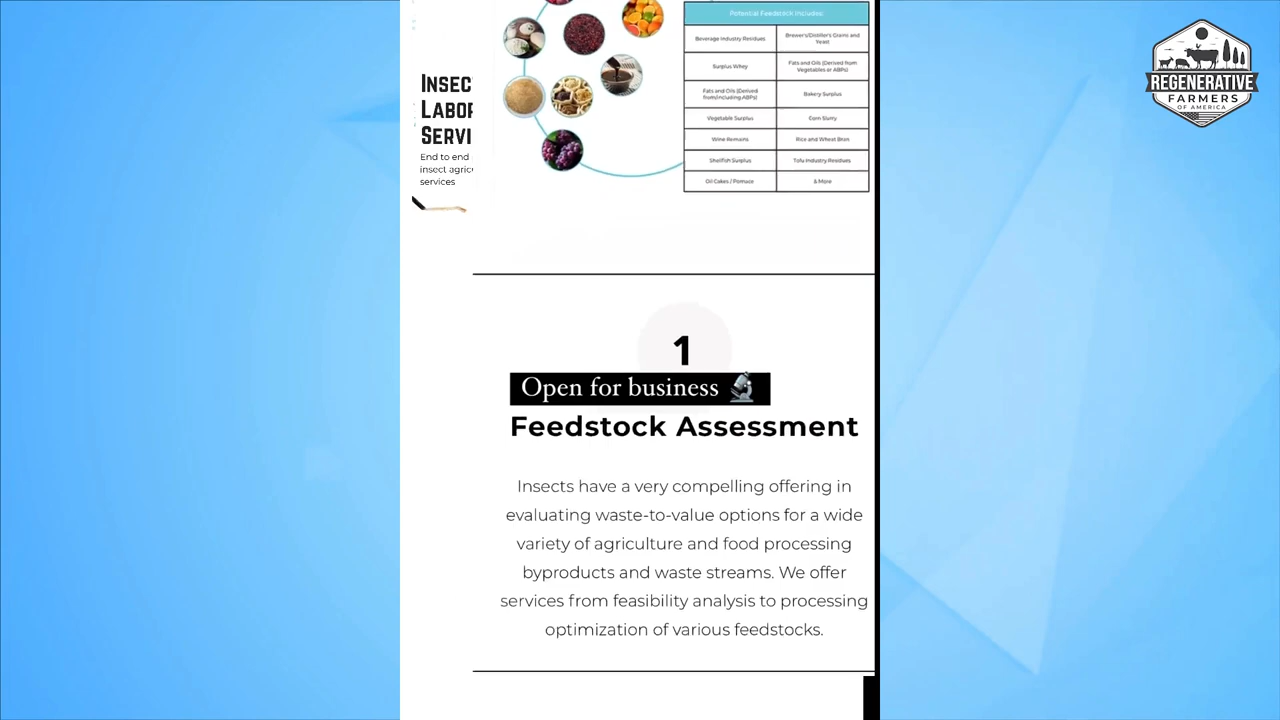 INSEC
LABOR
SERVI
End to end
insect agric
services
Potential Feedstock Includes:
Beverage Industry Residues
Brewer's/Distiller's Grains and
Yeast
Surplus Whey
Fats and Oils (Derived from
Vegetables or ABPs)
Fats and Oils (Derived
from/including ABPs)
Bakery Surplus
Vegetable Surplus
Corn Slurry
Wine Remains
Rice and Wheat Bran
Shellfish Surplus
Tofu Industry Residues
Oil Cakes / Pomace
& More
REGENERATIVE
FARMERS
OF AMERICA
1
Open for business
Feedstock Assessment
Insects have a very compelling offering in
evaluating waste-to-value options for a wide
variety of agriculture and food processing
byproducts and waste streams. We offer
services from feasibility analysis to processing
optimization of various feedstocks.